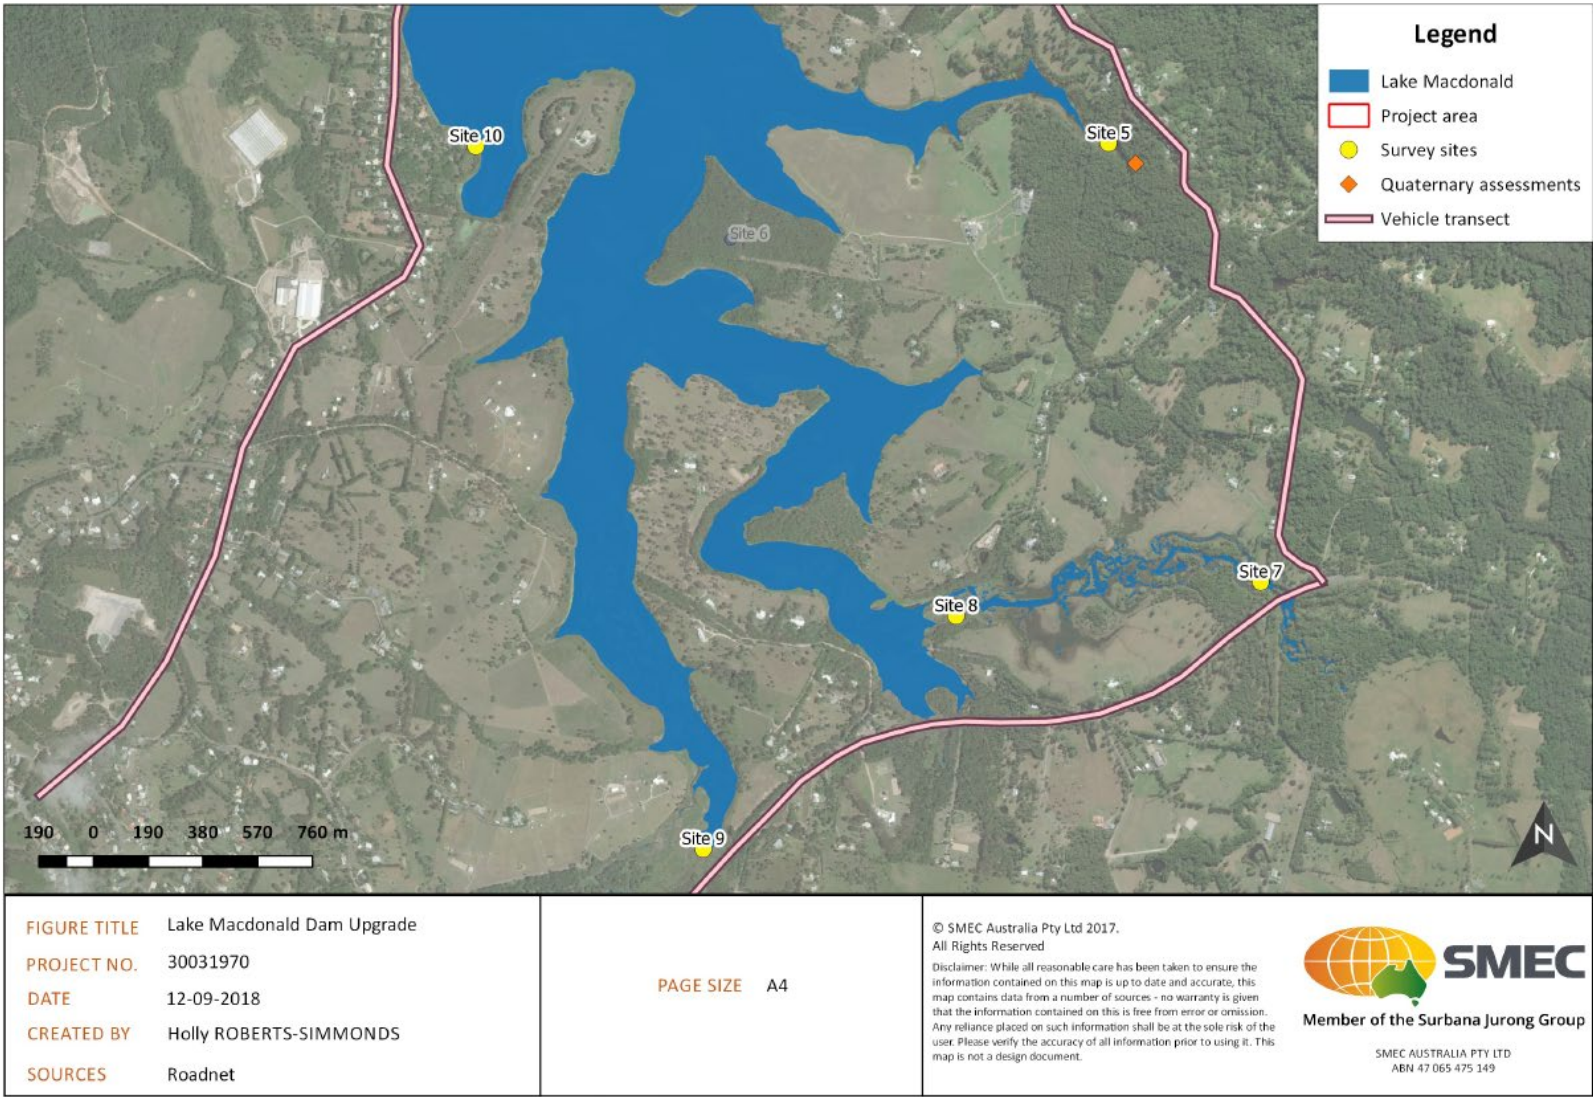 Legend
Lake Macdonald
Project area
Survey sites
Quaternary assessments
Vehicle transect
Site 10
Site 5
Site 6
Site 7
Site 8
Site 9
190 0 190 380 570 760 m
N
FIGURE TITLE Lake Macdonald Dam Upgrade
PROJECT NO. 30031970
DATE 12-09-2018
CREATED BY Holly ROBERTS-SIMMONDS
SOURCES Roadnet
PAGE SIZE A4
© SMEC Australia Pty Ltd 2017.
All Rights Reserved
Disclaimer: While all reasonable care has been taken to ensure the
information contained on this map is up to date and accurate, this
map contains data from a number of sources - no warranty is given
that the information contained on this is free from error or omission.
Any reliance placed on such information shall be at the sole risk of the
user. Please verify the accuracy of all information prior to using it. This
map is not a design document.
SMEC
Member of the Surbana Jurong Group
SMEC AUSTRALIA PTY LTD
ABN 47 065 475 149